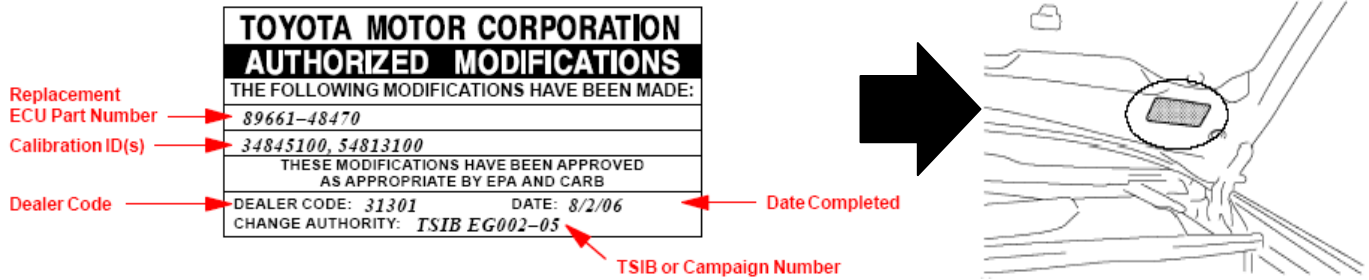 TOYOTA MOTOR CORPORATION
AUTHORIZED MODIFICATIONS
THE FOLLOWING MODIFICATIONS HAVE BEEN MADE:
Replacement
ECU Part Number
89661–48470
Calibration ID(s)
34845100, 54813100
THESE MODIFICATIONS HAVE BEEN APPROVED
AS APPROPRIATE BY EPA AND CARB
Dealer Code
DEALER CODE: 31301 DATE: 8/2/06
Date Completed
CHANGE AUTHORITY: TSIB EG002–05
TSIB or Campaign Number